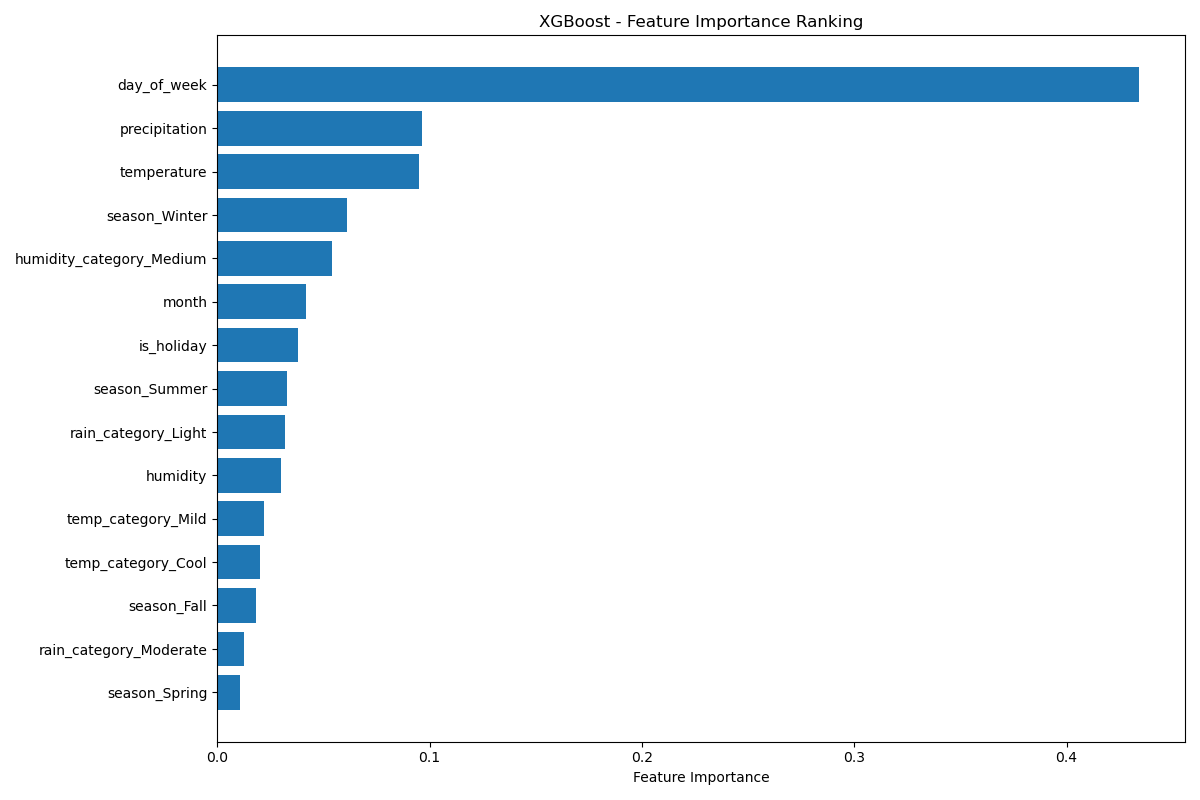 XGBoost - Feature Importance Ranking
day_of_week
precipitation
temperature
season_Winter
humidity_category_Medium
month
is_holiday
season_Summer
rain_category_Light
humidity
temp_category_Mild
temp_category_Cool
season_Fall
rain_category_Moderate
season_Spring
0.0 0.1 0.2 0.3 0.4
Feature Importance